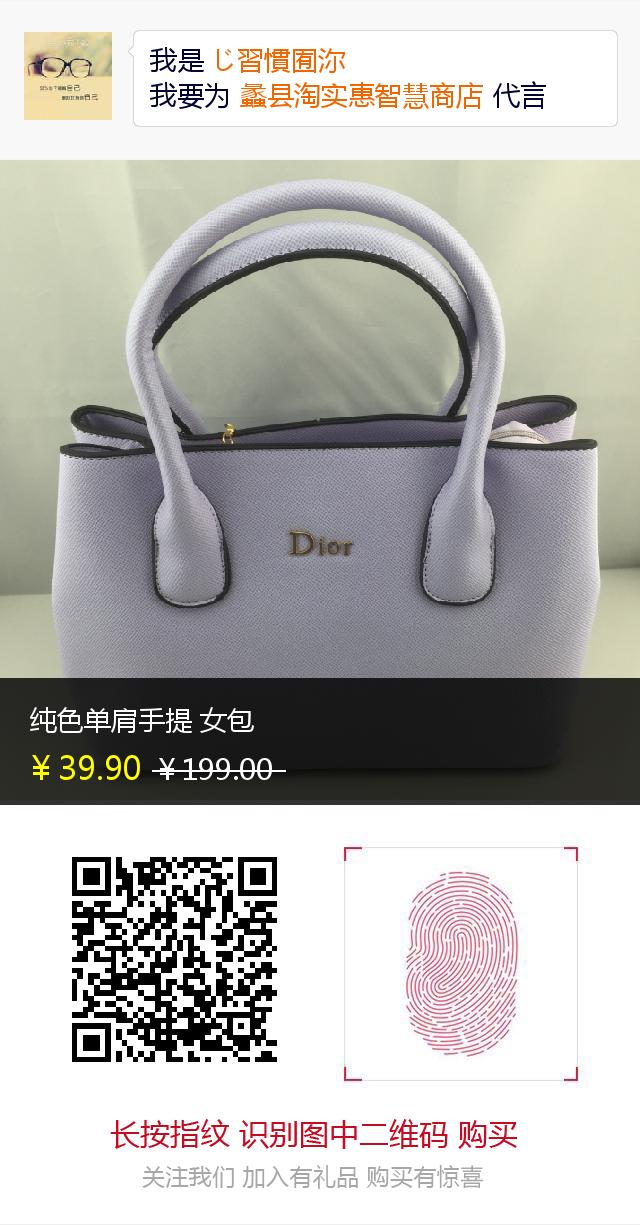 我是 じ習慣囿沵
我要为 蠡县淘实惠智慧商店 代言
Dior
纯色单肩手提 女包
¥ 39.90 ¥ 199.00
长按指纹 识别图中二维码 购买
关注我们 加入有礼品 购买有惊喜